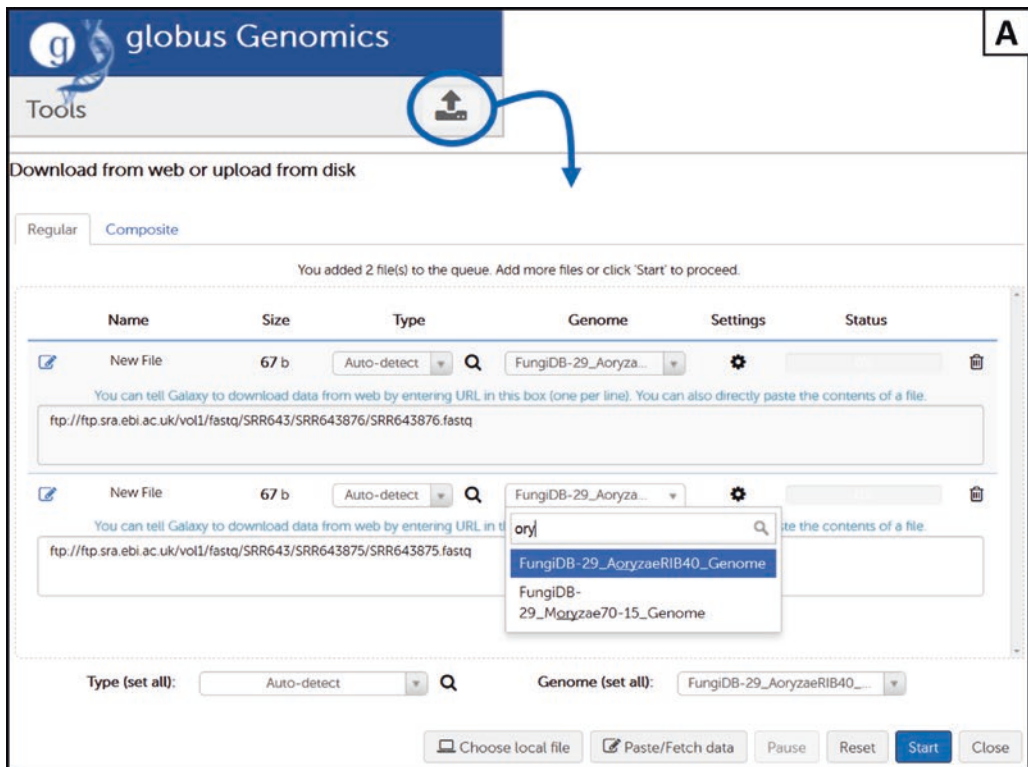 A
g globus Genomics
Tools
Download from web or upload from disk
Regular Composite
You added 2 file(s) to the queue. Add more files or click 'Start' to proceed.
Name Size Type Genome Settings Status
New File 67 b Auto-detect FungiDB-29_Aoryza...
You can tell Galaxy to download data from web by entering URL in this box (one per line). You can also directly paste the contents of a file.
ftp://ftp.sra.ebi.ac.uk/vol1/fastq/SRR643/SRR643876/SRR643876.fastq
New File 67 b Auto-detect FungiDB-29_Aoryza...
You can tell Galaxy to download data from web by entering URL in te the contents of a file.
ory
ftp://ftp.sra.ebi.ac.uk/vol1/fastq/SRR643/SRR643875/SRR643875.fastq
FungiDB-29_AoryzaeRIB40_Genome
FungiDB-
29_Moryzae70-15_Genome
Type (set all): Auto-detect Genome (set all): FungiDB-29_AoryzaeRIB40_...
Choose local file Paste/Fetch data Pause Reset Start Close